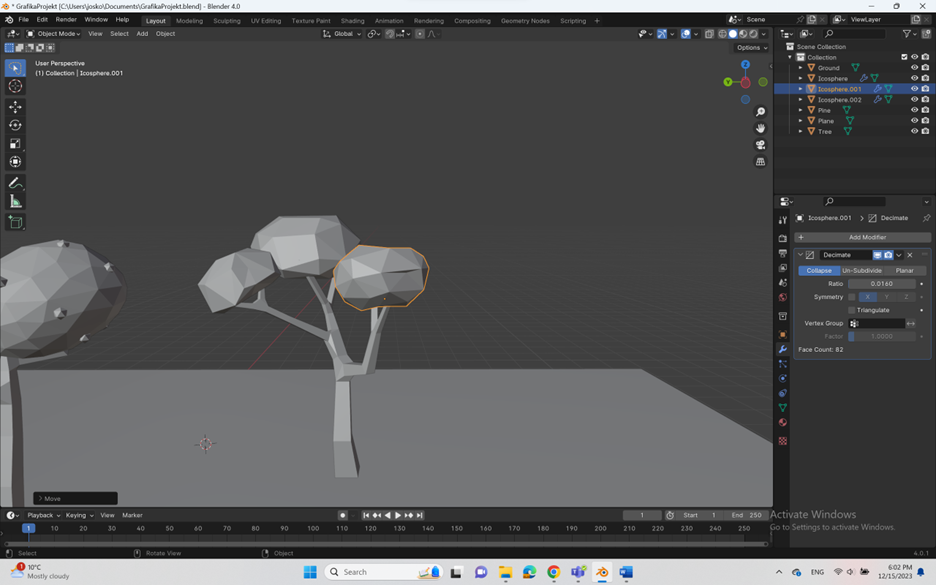 * GrafikaProjekt [C:\Users\josko\Documents\GrafikaProjekt.blend] - Blender 4.0
File Edit Render Window Help Layout Modeling Sculpting UV Editing Texture Paint Shading Animation Rendering Compositing Geometry Nodes Scripting + Scene ViewLayer
Object Mode View Select Add Object Global
Options
User Perspective
(1) Collection | Icosphere.001
Z
Y
Scene Collection
Collection
Ground
Icosphere
Icosphere.001
Icosphere.002
Pine
Plane
Tree
Icosphere.001 > Decimate
+ Add Modifier
Decimate
Collapse Un-Subdivide Planar
Ratio 0.0160
Symmetry X Y Z
Triangulate
Vertex Group
Factor 1.0000
Face Count: 82
> Move
Playback Keying View Marker 1 Start 1 End 250
1 10 20 30 40 50 60 70 80 90 100 110 120 130 140 150 160 170 180 190 200 210 220 230 240 250
Activate Windows
Go to Settings to activate Windows.
Select Rotate View Object 4.0.1
1
10°C
Mostly cloudy
Search
ENG
6:02 PM
12/15/2023